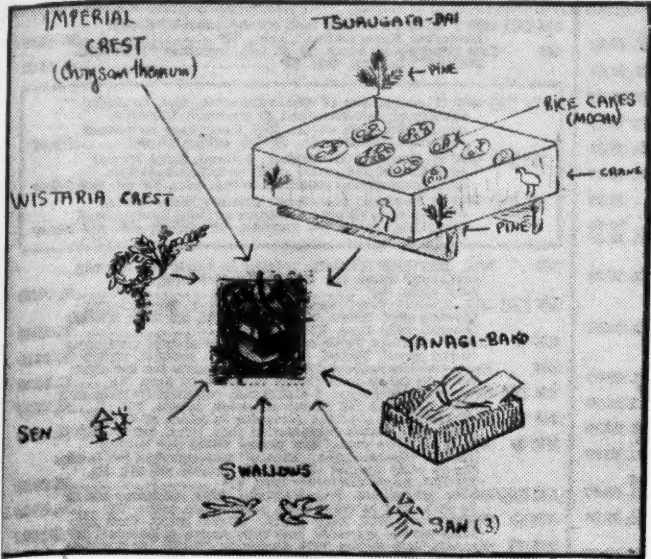 IMPERIAL
CREST
(Chrysanthemum)
TSURUGATA-DAI
PINE
RICE CAKES
(MOCHI)
CRANE
WISTARIA CREST
PINE
YANAGI-BAKO
SEN 銭
SWALLOWS
SAN (3)